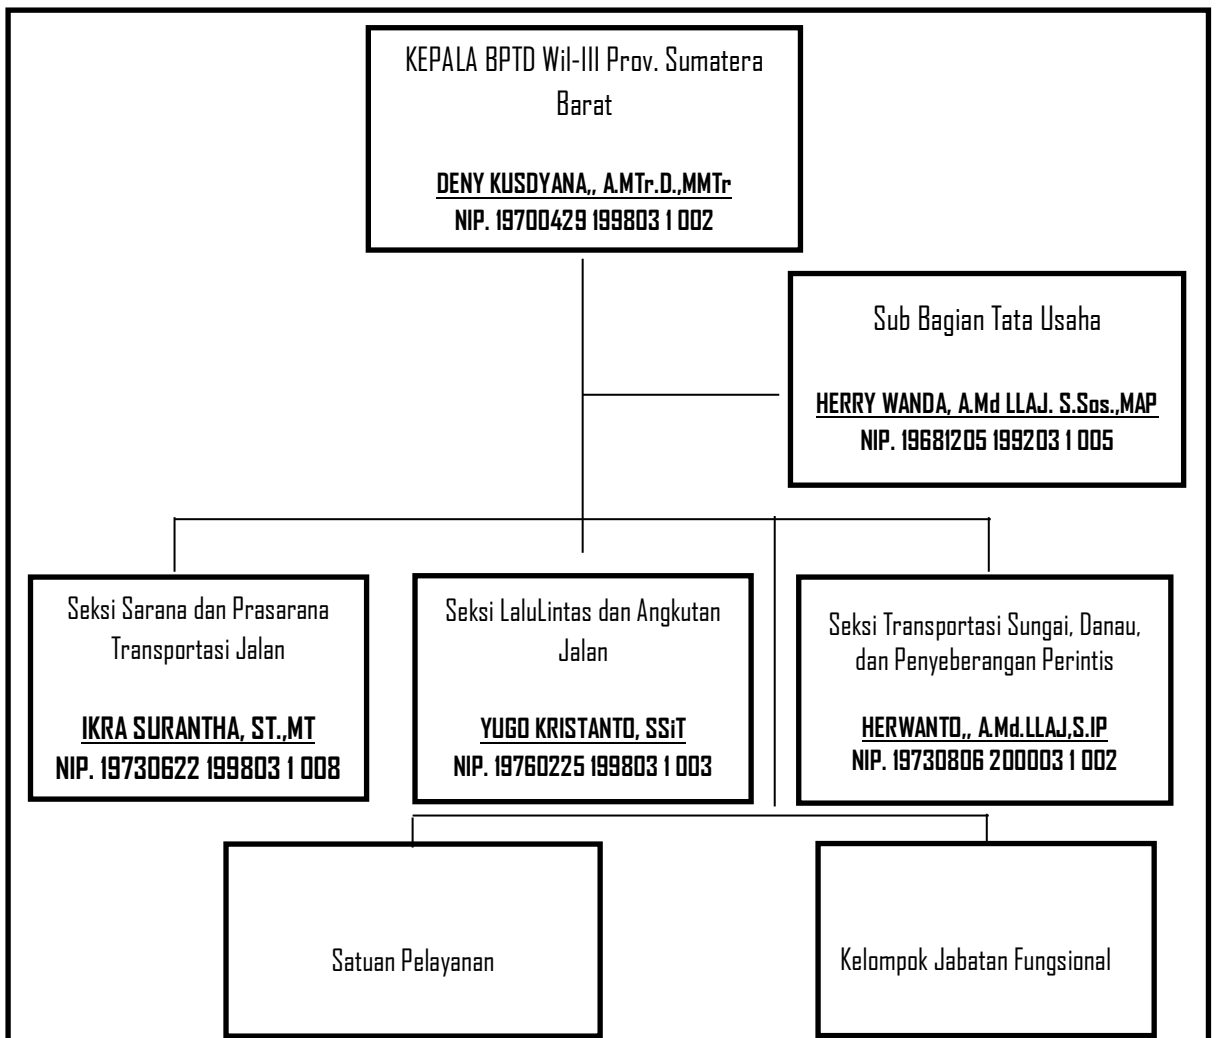 KEPALA BPTD Wil-III Prov. Sumatera
Barat
DENY KUSDYANA,, A.MTr.D.,MMTr
NIP. 19700429 199803 1 002
Sub Bagian Tata Usaha
HERRY WANDA, A.Md LLAJ. S.Sos.,MAP
NIP. 19681205 199203 1 005
Seksi Sarana dan Prasarana
Transportasi Jalan
IKRA SURANTHA, ST.,MT
NIP. 19730622 199803 1 008
Seksi LaluLintas dan Angkutan
Jalan
YUGO KRISTANTO, SSiT
NIP. 19760225 199803 1 003
Seksi Transportasi Sungai, Danau,
dan Penyeberangan Perintis
HERWANTO,, A.Md.LLAJ,S.IP
NIP. 19730806 200003 1 002
Satuan Pelayanan
Kelompok Jabatan Fungsional